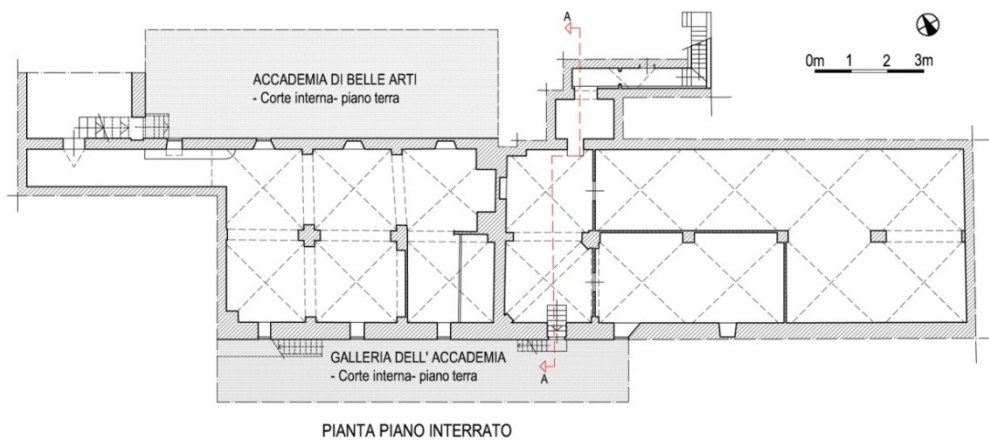 A
0m 1 2 3m
ACCADEMIA DI BELLE ARTI
- Corte interna- piano terra
GALLERIA DELL' ACCADEMIA
- Corte interna- piano terra
A
PIANTA PIANO INTERRATO